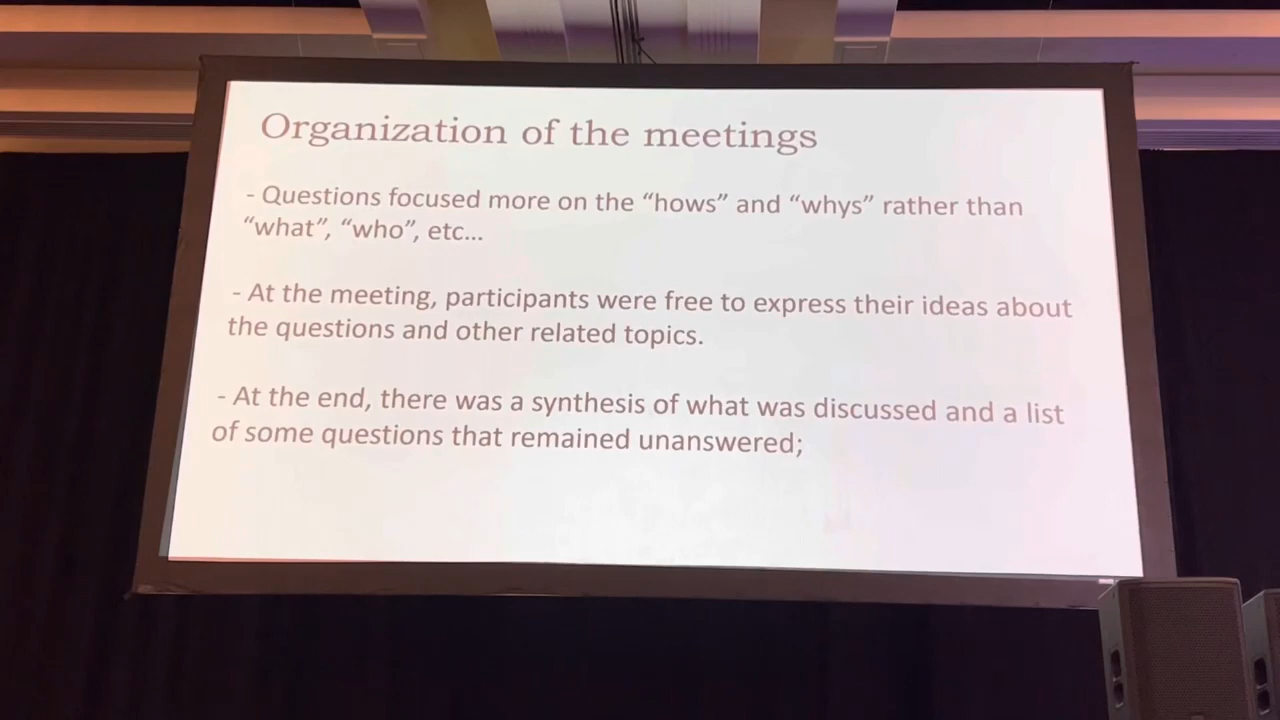 Organization of the meetings
- Questions focused more on the “hows” and “whys” rather than
“what”, “who”, etc...
- At the meeting, participants were free to express their ideas about
the questions and other related topics.
- At the end, there was a synthesis of what was discussed and a list
of some questions that remained unanswered;